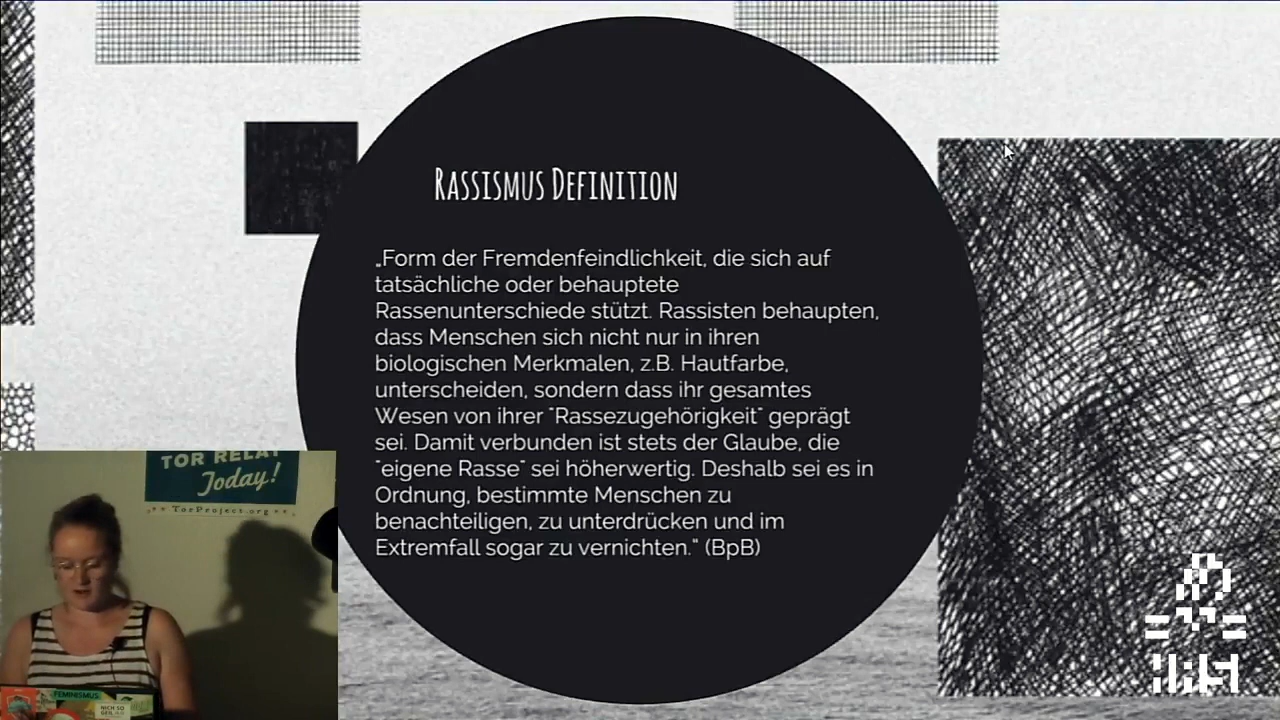 Rassismus Definition
„Form der Fremdenfeindlichkeit, die sich auf
tatsächliche oder behauptete
Rassenunterschiede stützt. Rassisten behaupten,
dass Menschen sich nicht nur in ihren
biologischen Merkmalen, z.B. Hautfarbe,
unterscheiden, sondern dass ihr gesamtes
Wesen von ihrer "Rassezugehörigkeit" geprägt
sei. Damit verbunden ist stets der Glaube, die
"eigene Rasse" sei höherwertig. Deshalb sei es in
Ordnung, bestimmte Menschen zu
benachteiligen, zu unterdrücken und im
Extremfall sogar zu vernichten.“ (BpB)
TOR RELAY
Today!
TorProject.org
FEMINISMUS
NICH SO